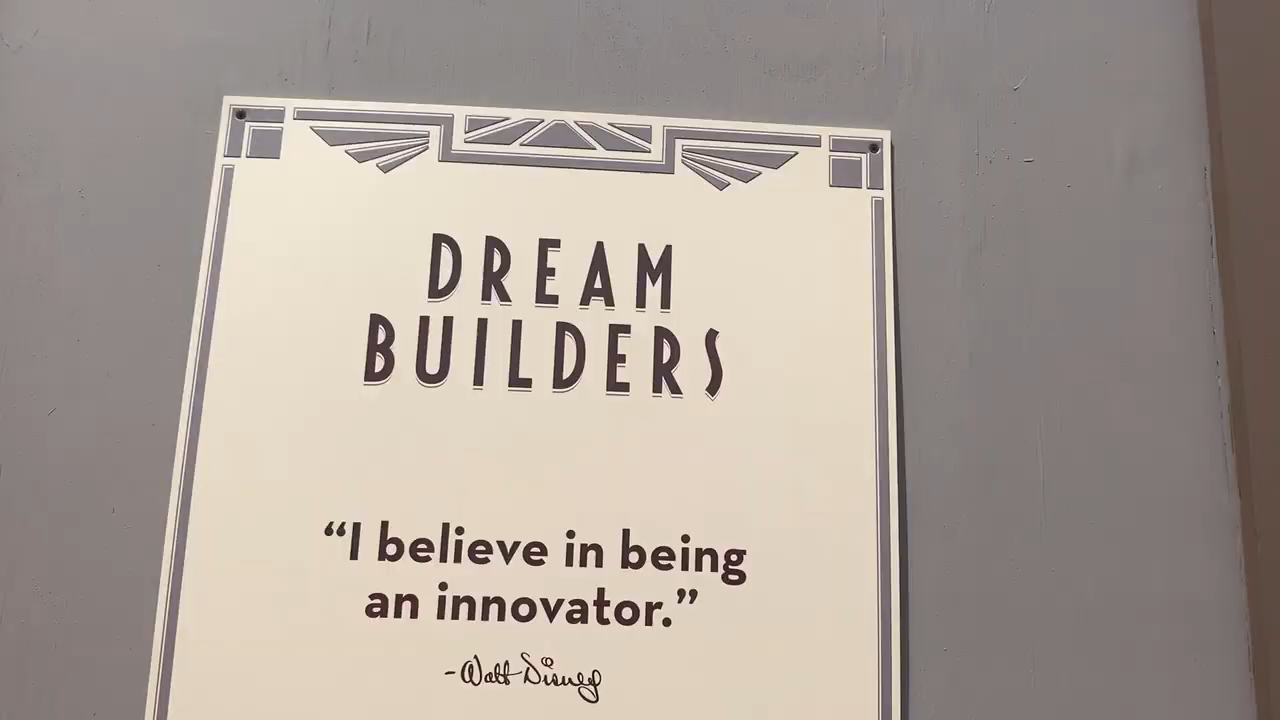 DREAM
BUILDERS
“I believe in being
an innovator.”
-Walt Disney